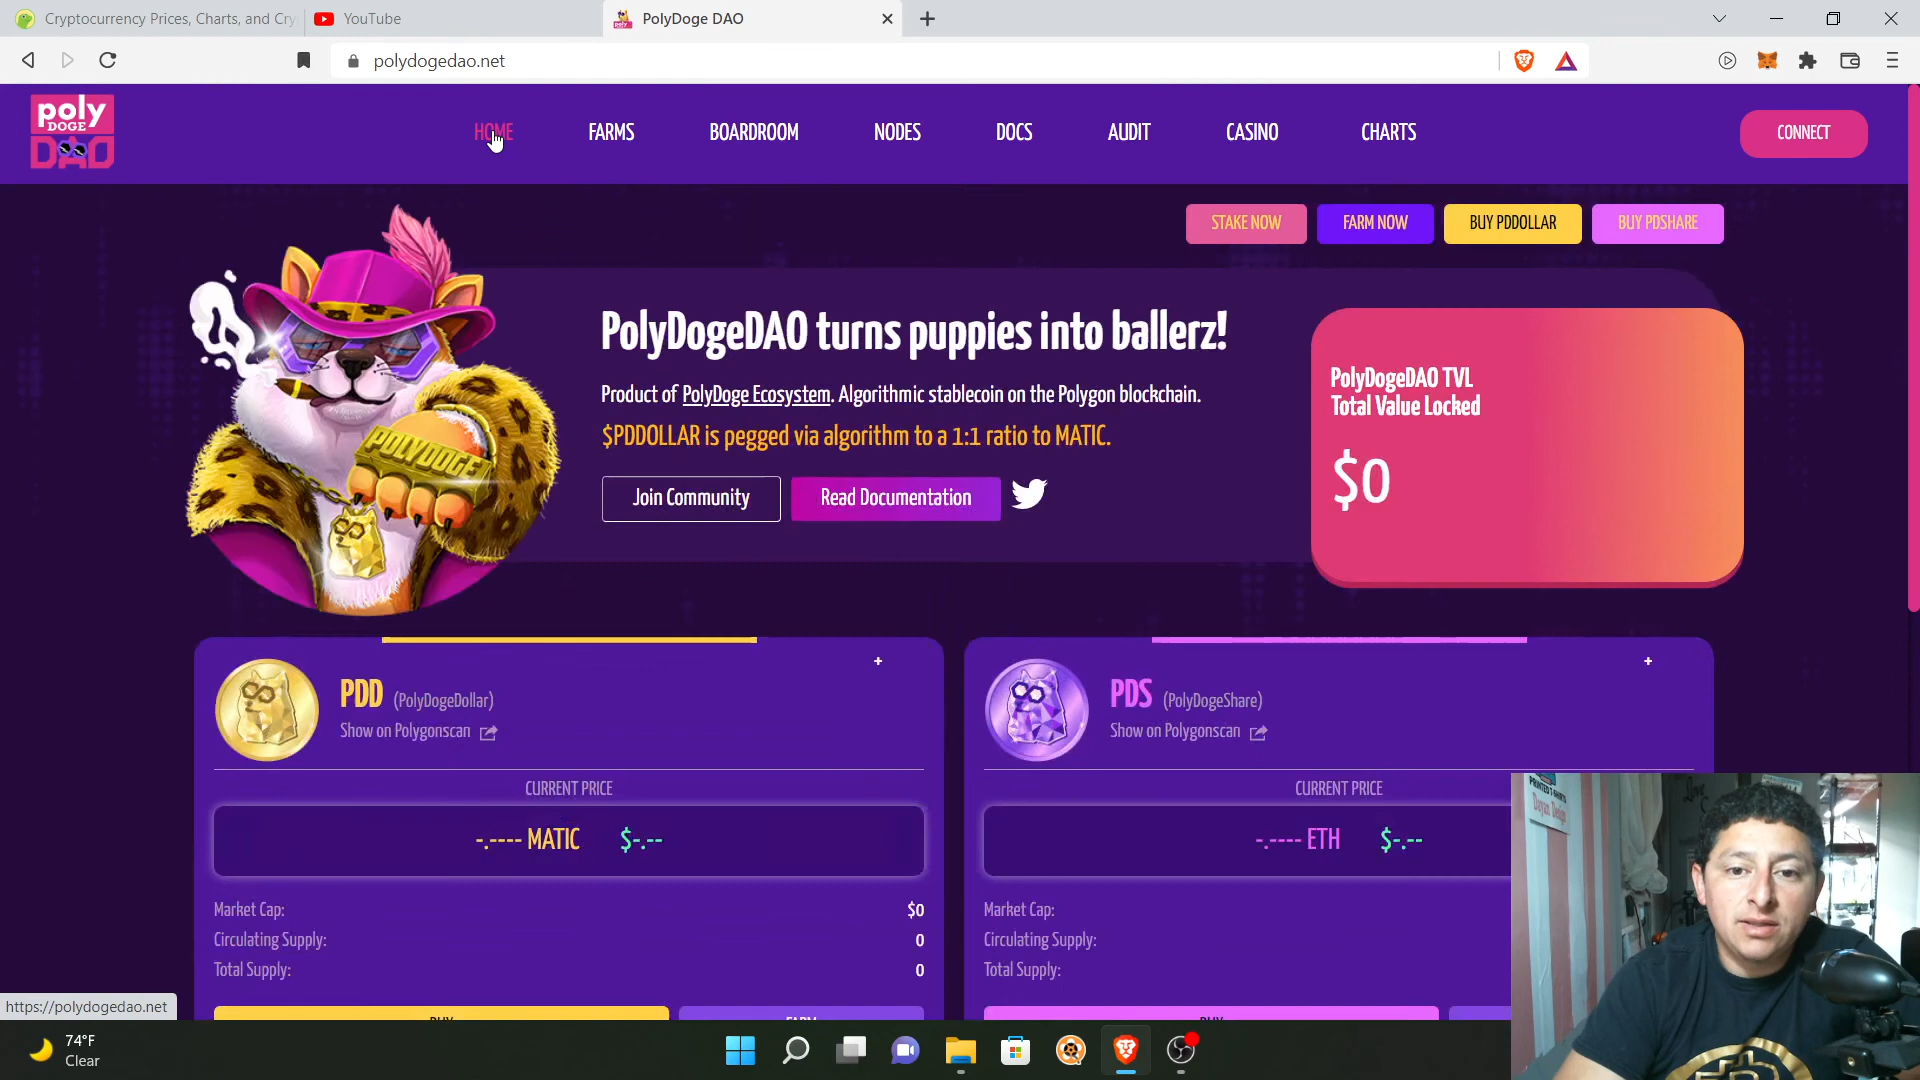 Cryptocurrency Prices, Charts, and Cry
YouTube
PolyDoge DAO
polydogedao.net
poly
DOGE
DAO
HOME
FARMS
BOARDROOM
NODES
DOCS
AUDIT
CASINO
CHARTS
CONNECT
STAKE NOW
FARM NOW
BUY PDDOLLAR
BUY PDSHARE
PolyDogeDAO turns puppies into ballerz!
Product of PolyDoge Ecosystem. Algorithmic stablecoin on the Polygon blockchain.
$PDDOLLAR is pegged via algorithm to a 1:1 ratio to MATIC.
Join Community
Read Documentation
PolyDogeDAO TVL
Total Value Locked
$0
POLYDOGE
PDD (PolyDogeDollar)
Show on Polygonscan
CURRENT PRICE
-.---- MATIC $-.--
Market Cap: $0
Circulating Supply: 0
Total Supply: 0
BUY
FARM
+
PDS (PolyDogeShare)
Show on Polygonscan
CURRENT PRICE
-.---- ETH $-.--
Market Cap:
Circulating Supply:
Total Supply:
BUY
+
PRINTED T-SHIRTS
https://polydogedao.net
74°F
Clear